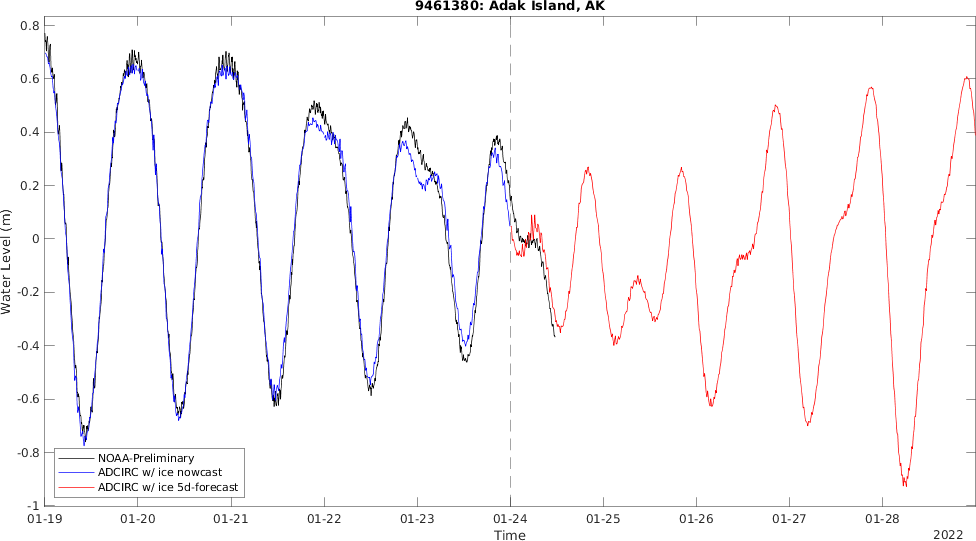 9461380: Adak Island, AK
0.8
0.6
0.4
0.2
0
-0.2
-0.4
-0.6
-0.8
-1
Water Level (m)
NOAA-Preliminary
ADCIRC w/ ice nowcast
ADCIRC w/ ice 5d-forecast
01-19 01-20 01-21 01-22 01-23 01-24 01-25 01-26 01-27 01-28
Time
2022